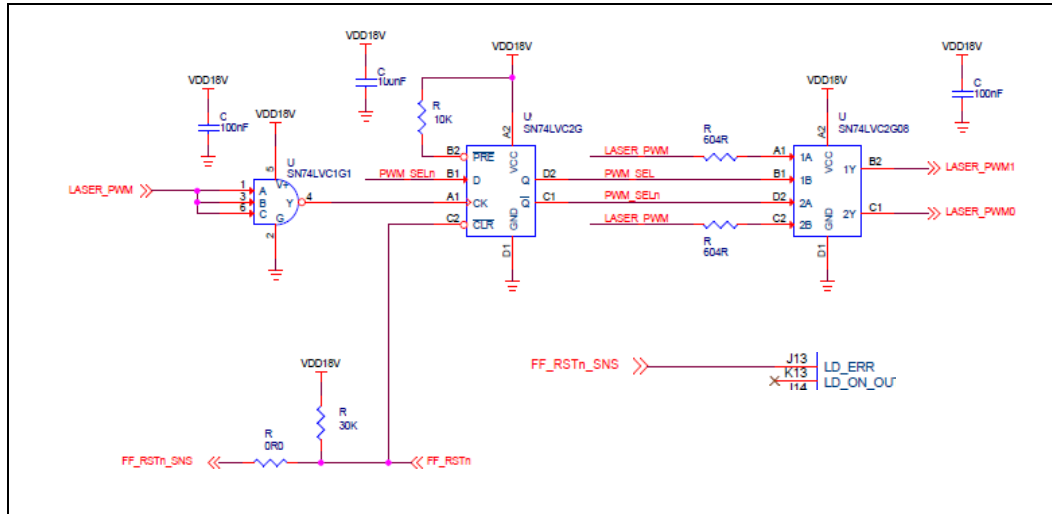 VDD18V
C
100nF
VDD18V
5
U
SN74LVC1G1
LASER_PWM
1
3
6
A
B
C
V+
Y
G
4
2
VDD18V
C
VDD18V
R
10K
U
SN74LVC2G
A2
B2
PRE
VCC
PWM_SELn
B1
D
Q
D2
PWM_SEL
A1
CK
Q
C1
PWM_SELn
C2
CLR
GND
D1
LASER_PWM
R
604R
LASER_PWM
R
604R
VDD18V
U
SN74LVC2G08
A2
A1
1A
VCC
1Y
B2
LASER_PWM1
B1
1B
D2
2A
C1
LASER_PWM0
C2
2B
GND
2Y
D1
VDD18V
C
100nF
VDD18V
R
30K
R
0R0
FF_RSTn_SNS
FF_RSTn
FF_RSTn_SNS
J13
LD_ERR
K13
LD_ON_OUT
J14